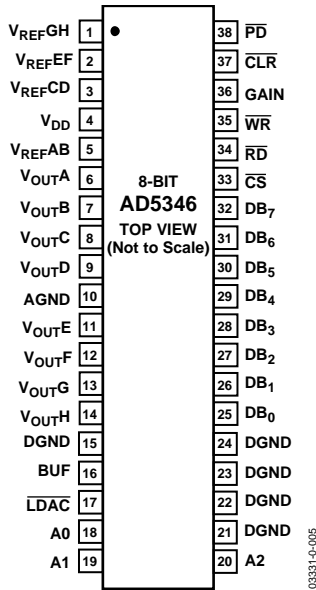 VREFGH 1
VREFEF 2
VREFCD 3
VDD 4
VREFAB 5
VOUTA 6
VOUTB 7
VOUTC 8
VOUTD 9
AGND 10
VOUTE 11
VOUTF 12
VOUTG 13
VOUTH 14
DGND 15
BUF 16
LDAC 17
A0 18
A1 19
8-BIT
AD5346
TOP VIEW
(Not to Scale)
38 PD
37 CLR
36 GAIN
35 WR
34 RD
33 CS
32 DB7
31 DB6
30 DB5
29 DB4
28 DB3
27 DB2
26 DB1
25 DB0
24 DGND
23 DGND
22 DGND
21 DGND
20 A2
03331-0-005